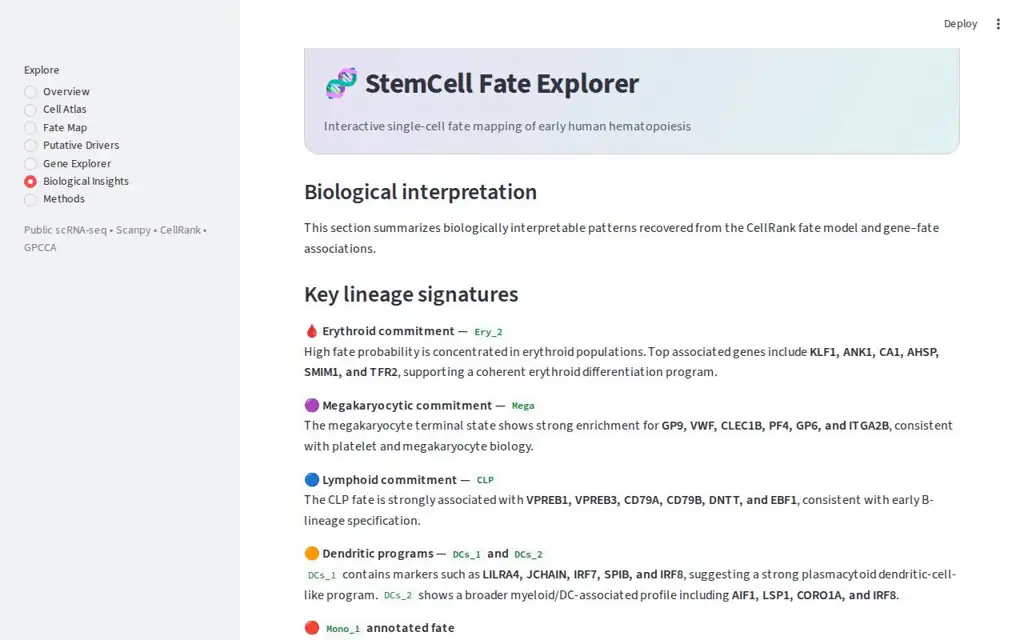 Deploy
Explore
Overview
Cell Atlas
Fate Map
Putative Drivers
Gene Explorer
Biological Insights
Methods
Public scRNA-seq • Scanpy • CellRank •
GPCCA
StemCell Fate Explorer
Interactive single-cell fate mapping of early human hematopoiesis
Biological interpretation
This section summarizes biologically interpretable patterns recovered from the CellRank fate model and gene–fate
associations.
Key lineage signatures
Erythroid commitment — Ery_2
High fate probability is concentrated in erythroid populations. Top associated genes include KLF1, ANK1, CA1, AHSP,
SMIM1, and TFR2, supporting a coherent erythroid differentiation program.
Megakaryocytic commitment — Mega
The megakaryocyte terminal state shows strong enrichment for GP9, VWF, CLEC1B, PF4, GP6, and ITGA2B, consistent
with platelet and megakaryocyte biology.
Lymphoid commitment — CLP
The CLP fate is strongly associated with VPREB1, VPREB3, CD79A, CD79B, DNTT, and EBF1, consistent with early B-
lineage specification.
Dendritic programs — DCs_1 and DCs_2
DCs_1 contains markers such as LILRA4, JCHAIN, IRF7, SPIB, and IRF8, suggesting a strong plasmacytoid dendritic-cell-
like program. DCs_2 shows a broader myeloid/DC-associated profile including AIF1, LSP1, CORO1A, and IRF8.
Mono_1 annotated fate